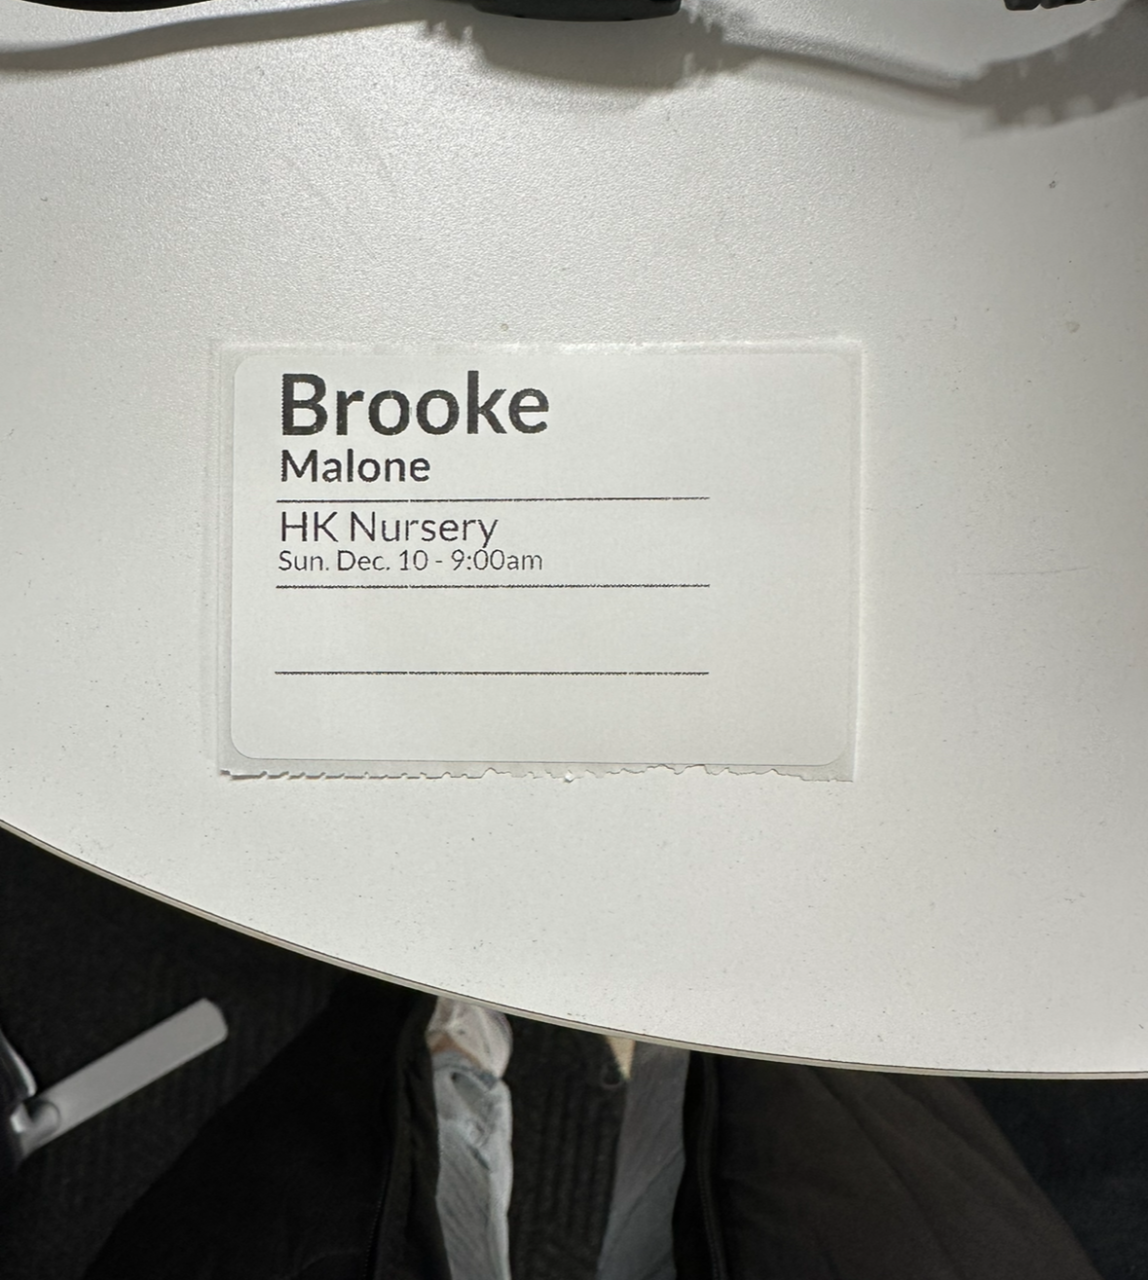 Brooke
Malone
HK Nursery
Sun. Dec. 10 - 9:00am